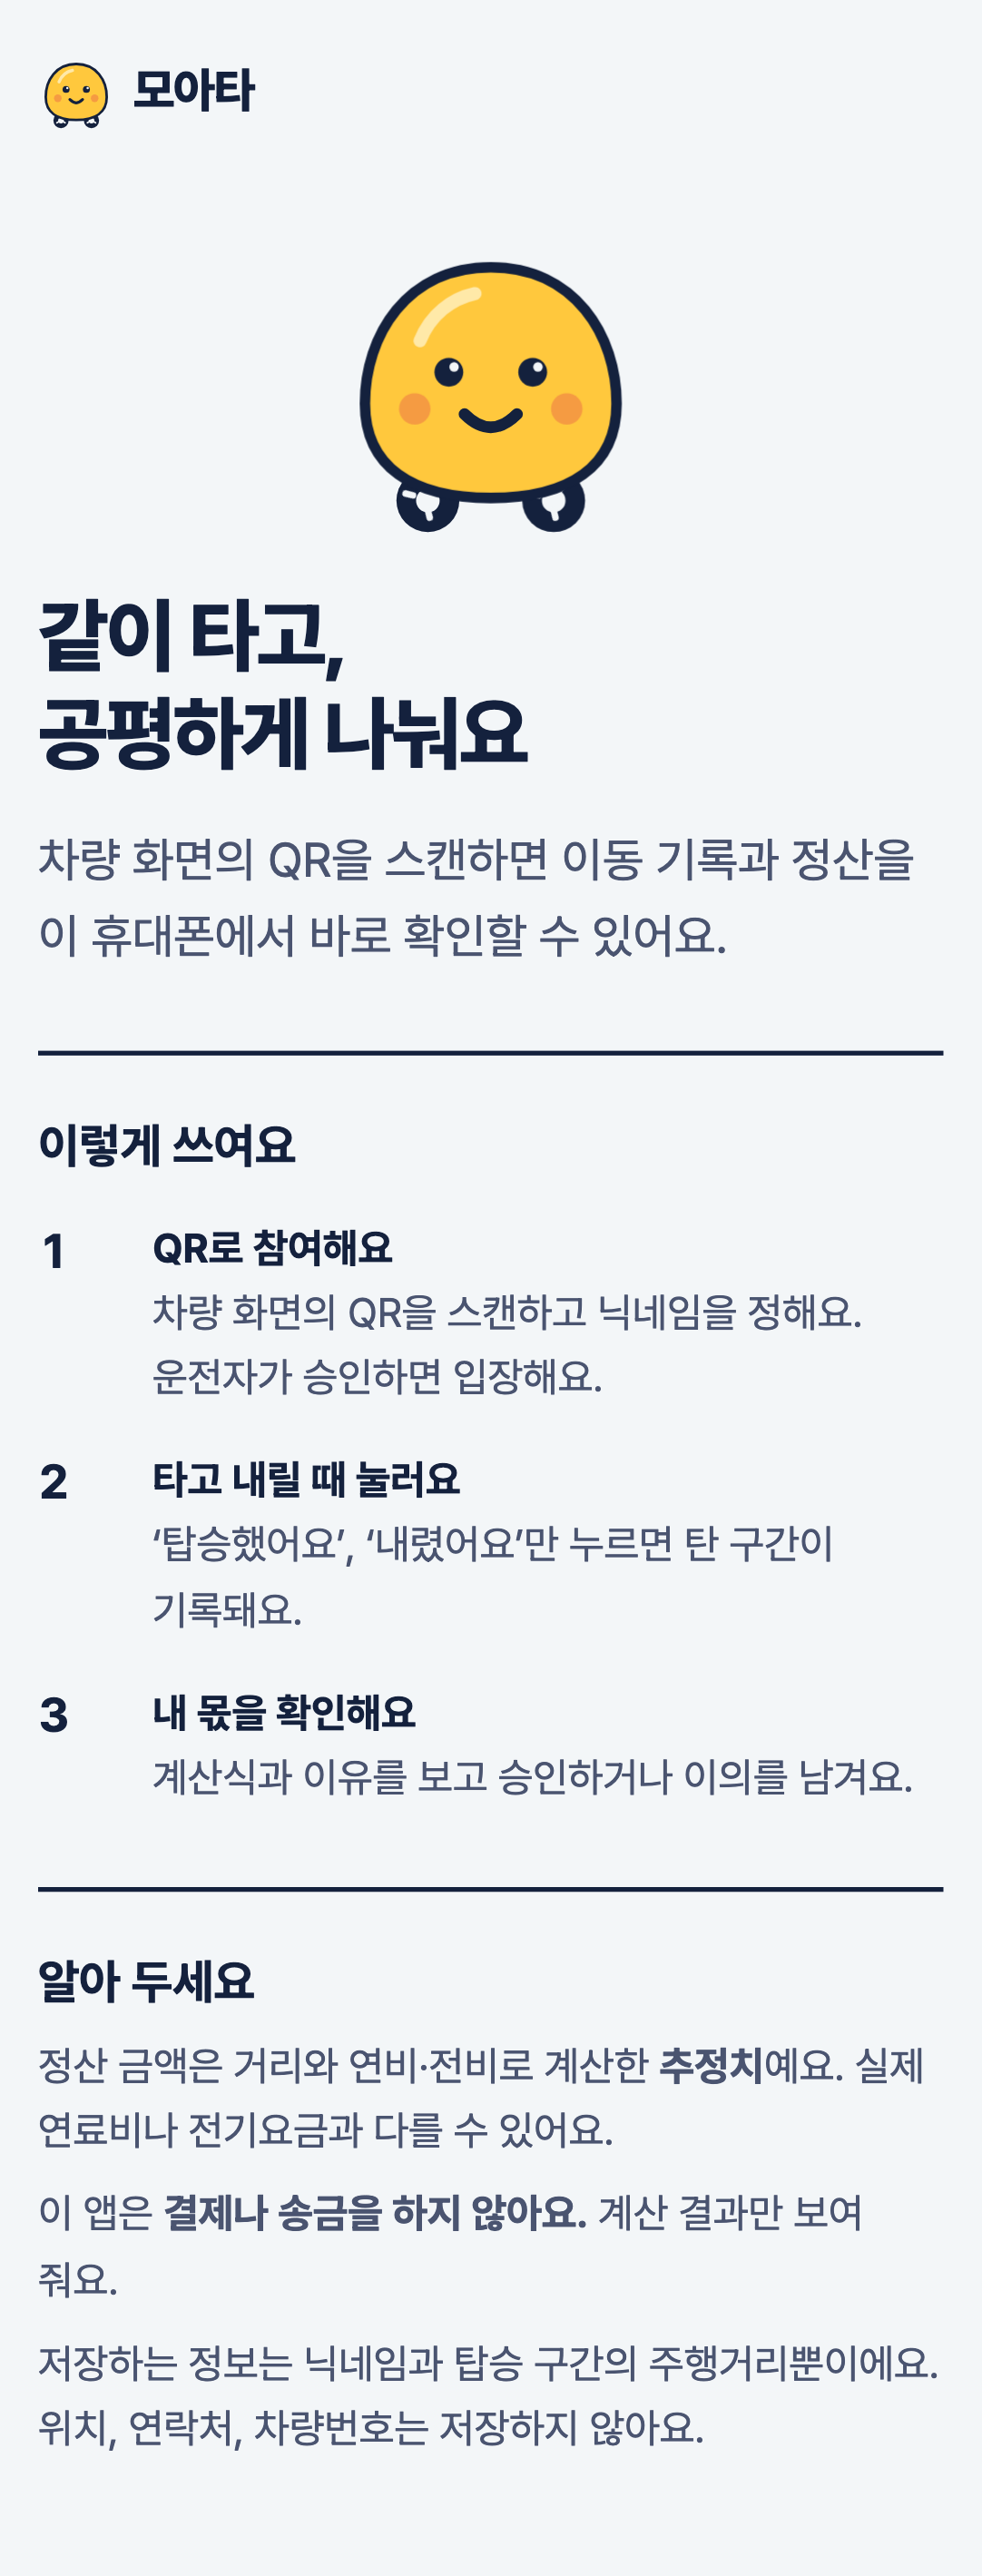 모아타
같이 타고,
공평하게 나눠요
차량 화면의 QR을 스캔하면 이동 기록과 정산을
이 휴대폰에서 바로 확인할 수 있어요.
이렇게 쓰여요
1 QR로 참여해요
차량 화면의 QR을 스캔하고 닉네임을 정해요.
운전자가 승인하면 입장해요.
2 타고 내릴 때 눌러요
‘탑승했어요’, ‘내렸어요’만 누르면 탄 구간이
기록돼요.
3 내 몫을 확인해요
계산식과 이유를 보고 승인하거나 이의를 남겨요.
알아 두세요
정산 금액은 거리와 연비·전비로 계산한 추정치예요. 실제
연료비나 전기요금과 다를 수 있어요.
이 앱은 결제나 송금을 하지 않아요. 계산 결과만 보여
줘요.
저장하는 정보는 닉네임과 탑승 구간의 주행거리뿐이에요.
위치, 연락처, 차량번호는 저장하지 않아요.